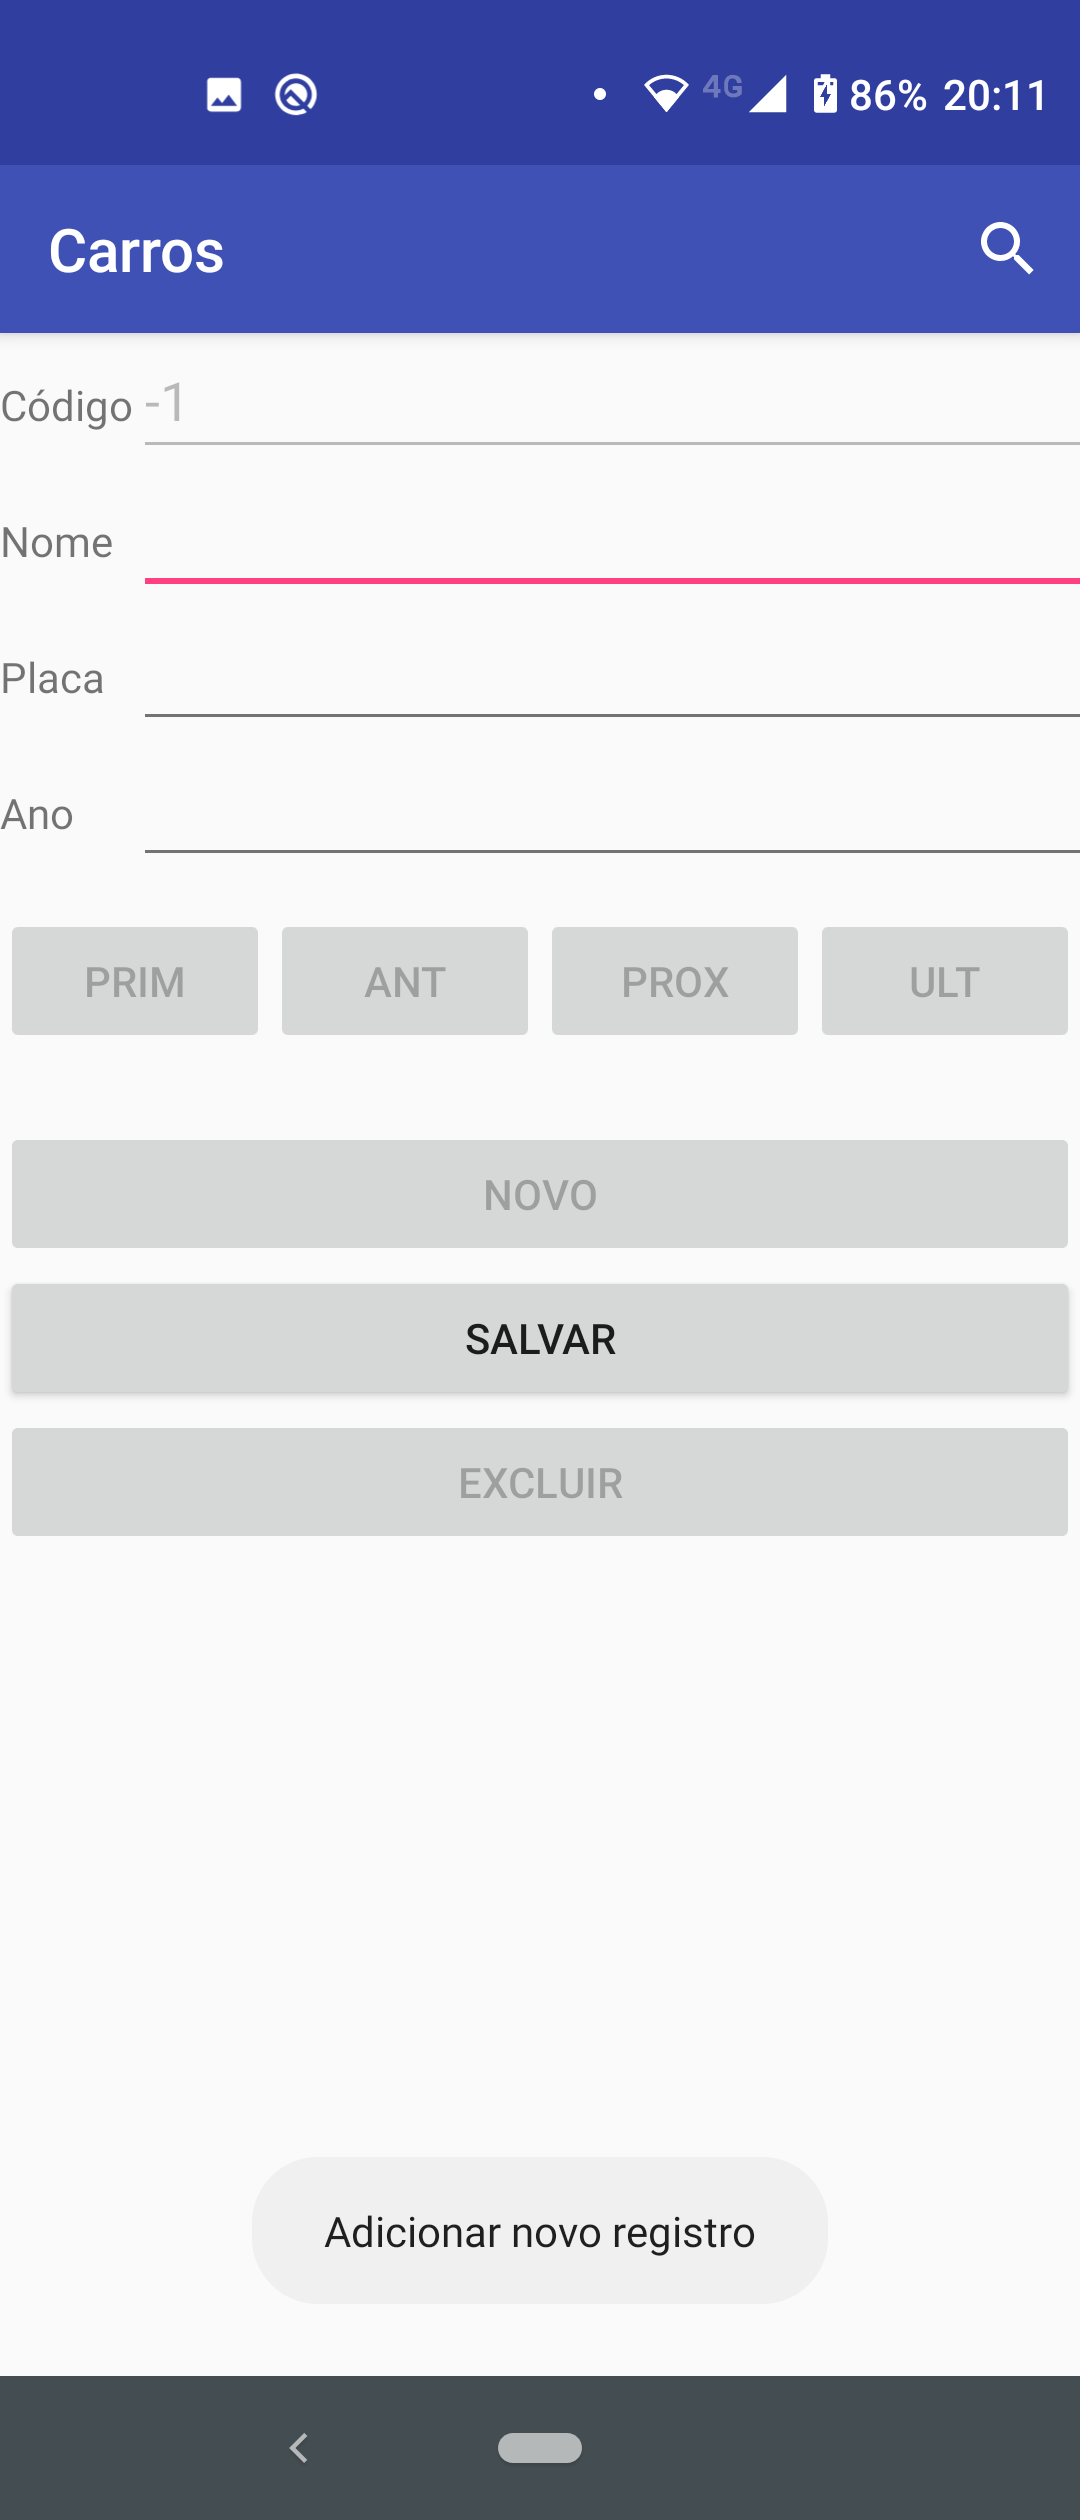 4G 86% 20:11
Carros
Código -1
Nome
Placa
Ano
PRIM ANT PROX ULT
NOVO
SALVAR
EXCLUIR
Adicionar novo registro